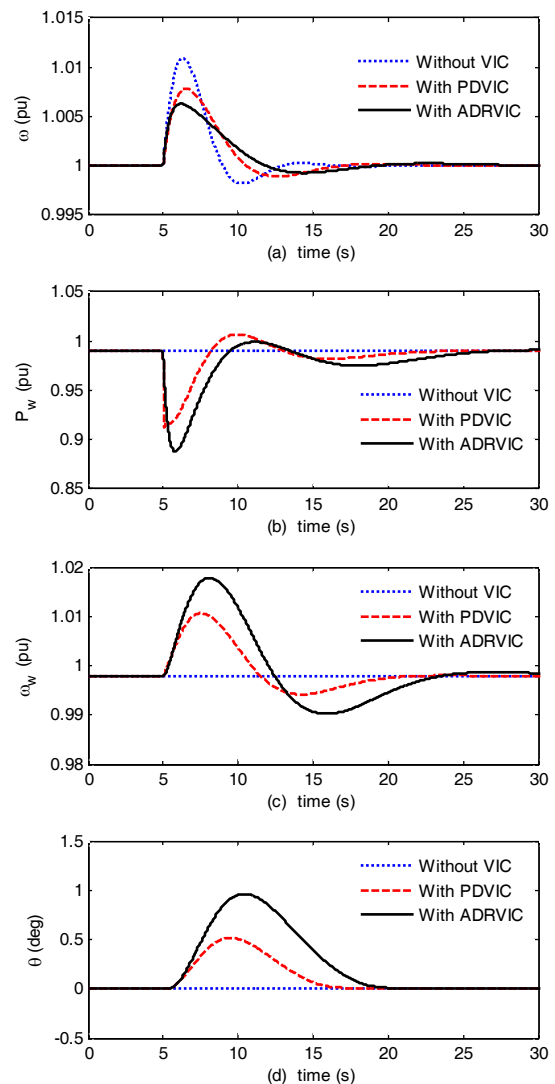 1.015
1.01
1.005
1
0.995
ω (pu)
Without VIC
With PDVIC
With ADRVIC
0 5 10 15 20 25 30
(a) time (s)
1.05
1
0.95
0.9
0.85
P_w (pu)
Without VIC
With PDVIC
With ADRVIC
0 5 10 15 20 25 30
(b) time (s)
1.02
1.01
1
0.99
0.98
ω_w (pu)
Without VIC
With PDVIC
With ADRVIC
0 5 10 15 20 25 30
(c) time (s)
1.5
1
0.5
0
-0.5
θ (deg)
Without VIC
With PDVIC
With ADRVIC
0 5 10 15 20 25 30
(d) time (s)